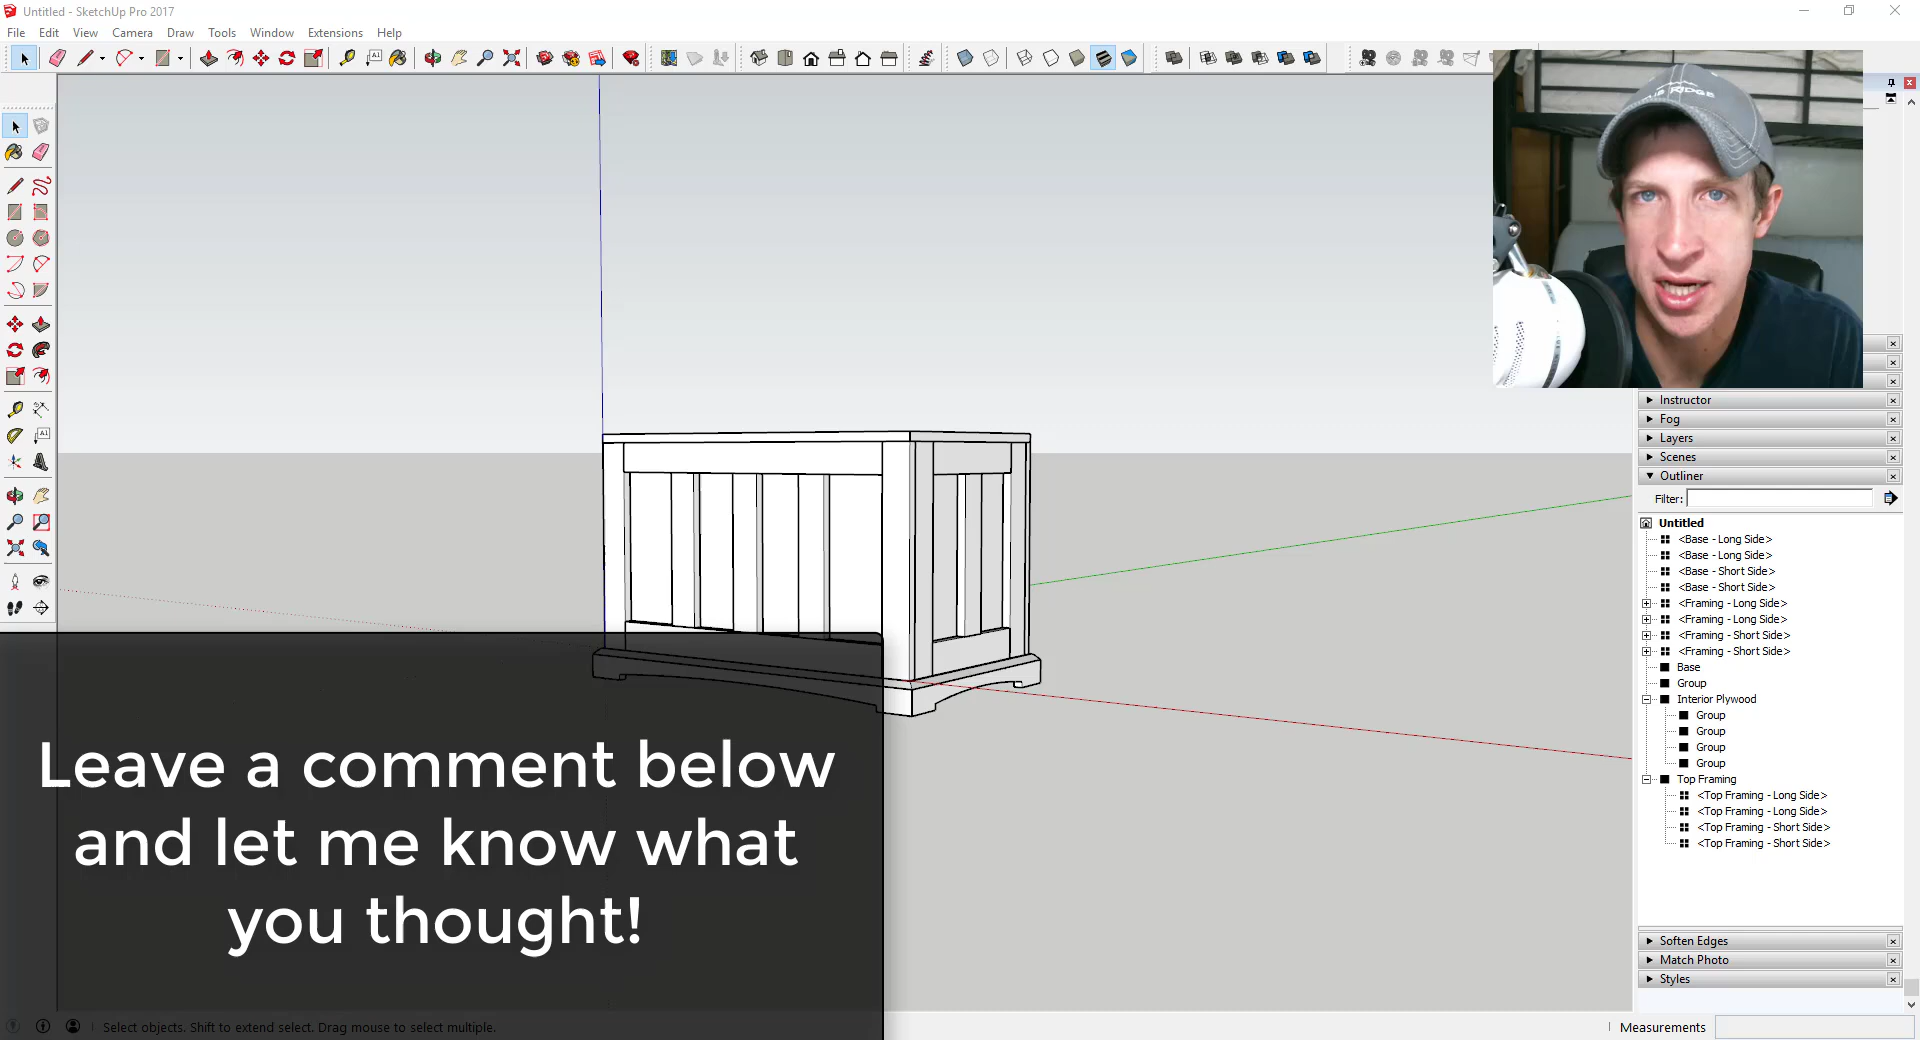 Untitled - SketchUp Pro 2017
File Edit View Camera Draw Tools Window Extensions Help
RIDGE
Instructor
Fog
Layers
Scenes
Outliner
Filter:
Untitled
<Base - Long Side>
<Base - Long Side>
<Base - Short Side>
<Base - Short Side>
<Framing - Long Side>
<Framing - Long Side>
<Framing - Short Side>
<Framing - Short Side>
Base
Group
Interior Plywood
Group
Group
Group
Group
Top Framing
<Top Framing - Long Side>
<Top Framing - Long Side>
<Top Framing - Short Side>
<Top Framing - Short Side>
Leave a comment below
and let me know what
you thought!
Soften Edges
Match Photo
Styles
Select objects. Shift to extend select. Drag mouse to select multiple.
Measurements